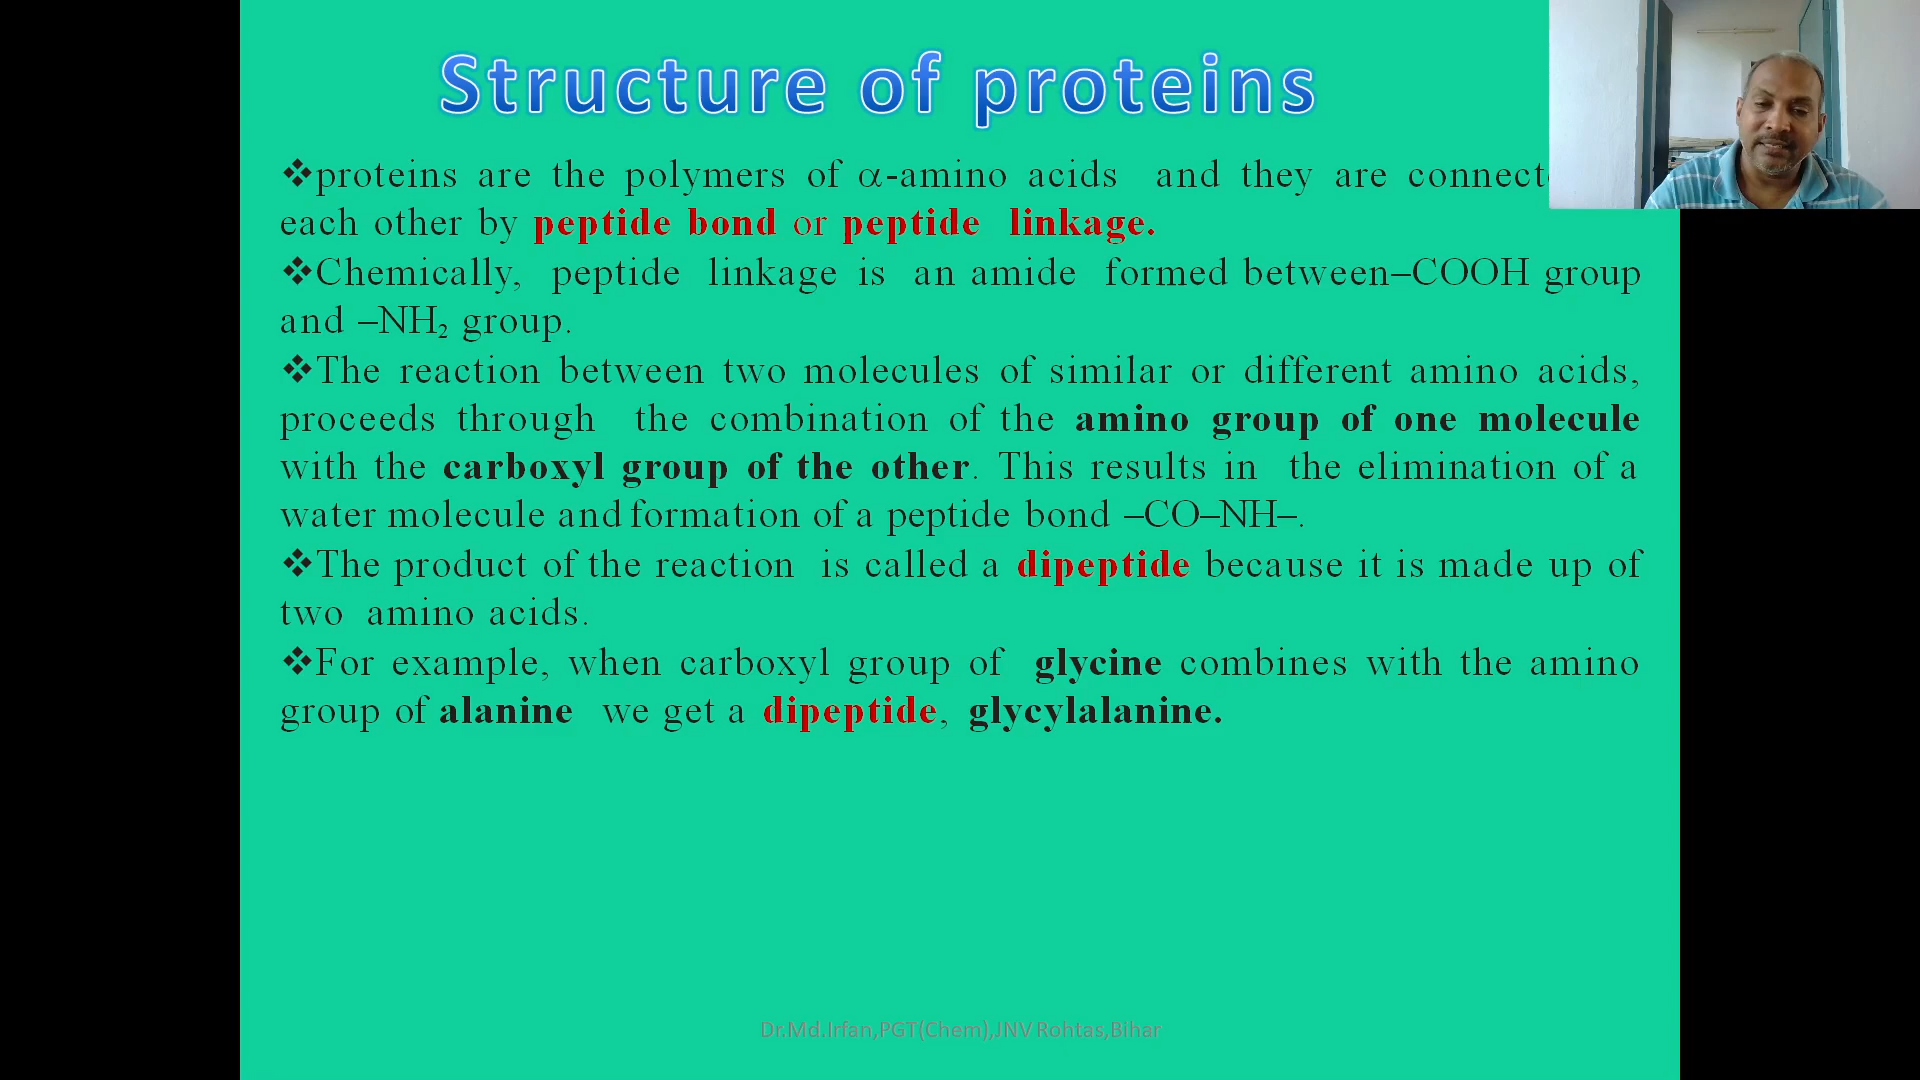 Structure of proteins
❖proteins are the polymers of α-amino acids and they are
each other by peptide bond or peptide linkage.
❖Chemically, peptide linkage is an amide formed between–COOH group
and –NH₂ group.
❖The reaction between two molecules of similar or different amino acids,
proceeds through the combination of the amino group of one molecule
with the carboxyl group of the other. This results in the elimination of a
water molecule and formation of a peptide bond –CO–NH–.
❖The product of the reaction is called a dipeptide because it is made up of
two amino acids.
❖For example, when carboxyl group of glycine combines with the amino
group of alanine we get a dipeptide, glycylalanine.
Dr.Md.Irfan,PGT(Chem),JNV Rohtas,Bihar